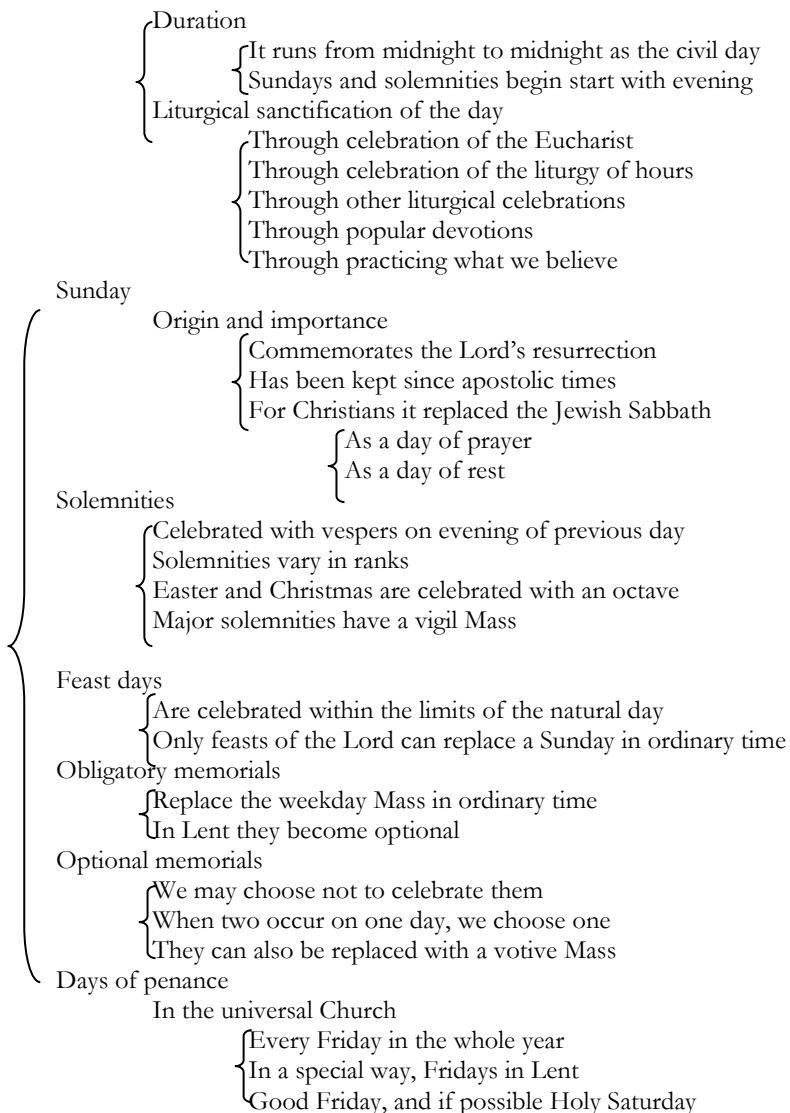 Duration
It runs from midnight to midnight as the civil day
Sundays and solemnities begin start with evening
Liturgical sanctification of the day
Through celebration of the Eucharist
Through celebration of the liturgy of hours
Through other liturgical celebrations
Through popular devotions
Through practicing what we believe
Sunday
Origin and importance
Commemorates the Lord’s resurrection
Has been kept since apostolic times
For Christians it replaced the Jewish Sabbath
As a day of prayer
As a day of rest
Solemnities
Celebrated with vespers on evening of previous day
Solemnities vary in ranks
Easter and Christmas are celebrated with an octave
Major solemnities have a vigil Mass
Feast days
Are celebrated within the limits of the natural day
Only feasts of the Lord can replace a Sunday in ordinary time
Obligatory memorials
Replace the weekday Mass in ordinary time
In Lent they become optional
Optional memorials
We may choose not to celebrate them
When two occur on one day, we choose one
They can also be replaced with a votive Mass
Days of penance
In the universal Church
Every Friday in the whole year
In a special way, Fridays in Lent
Good Friday, and if possible Holy Saturday